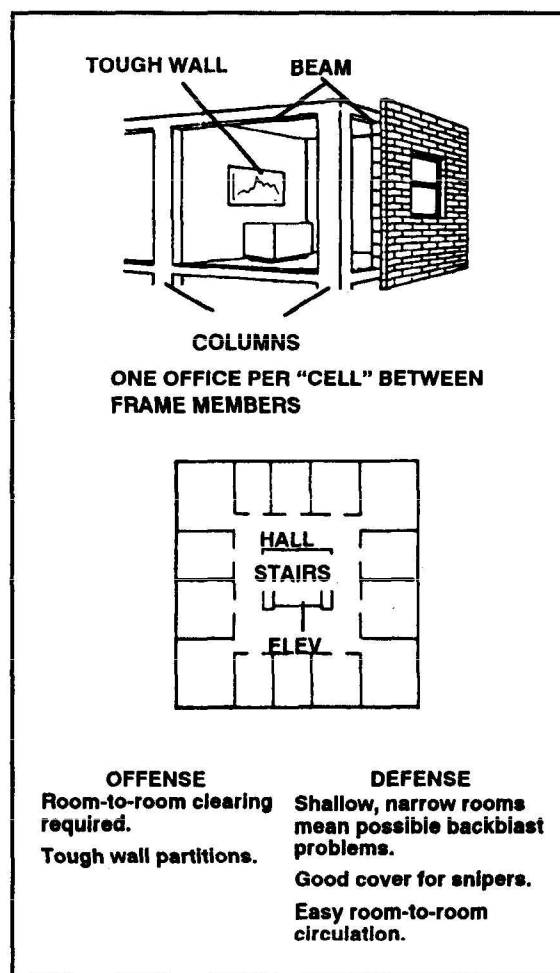 TOUGH WALL
BEAM
COLUMNS
ONE OFFICE PER “CELL” BETWEEN
FRAME MEMBERS
HALL
STAIRS
ELEV
OFFENSE
Room-to-room clearing
required.
Tough wall partitions.
DEFENSE
Shallow, narrow rooms
mean possible backblast
problems.
Good cover for snipers.
Easy room-to-room
circulation.